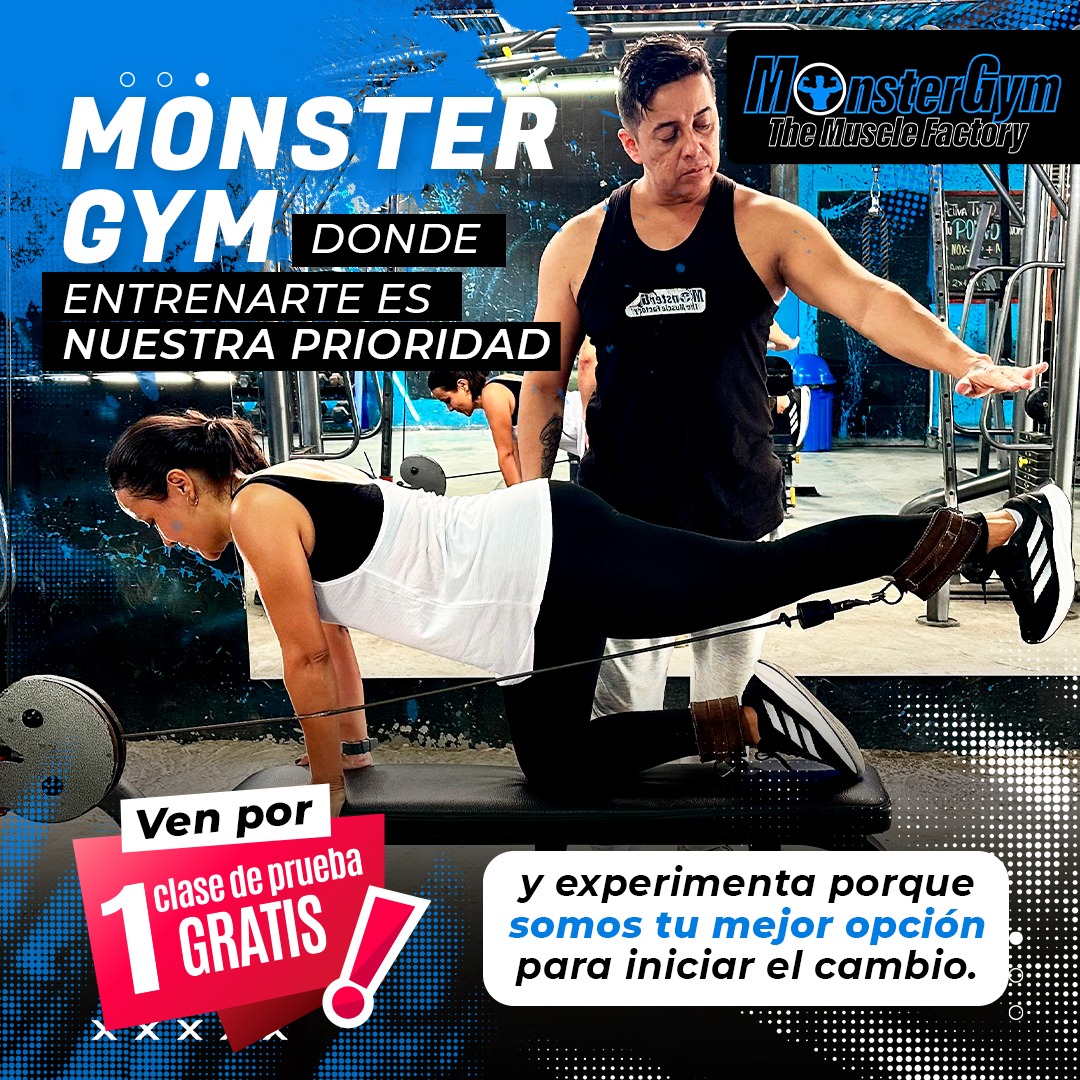 MONSTER
GYM DONDE
ENTRENARTE ES
NUESTRA PRIORIDAD
MonsterGym
The Muscle Factory
Ven por
1 clase de prueba
GRATIS!
y experimenta porque
somos tu mejor opción
para iniciar el cambio.